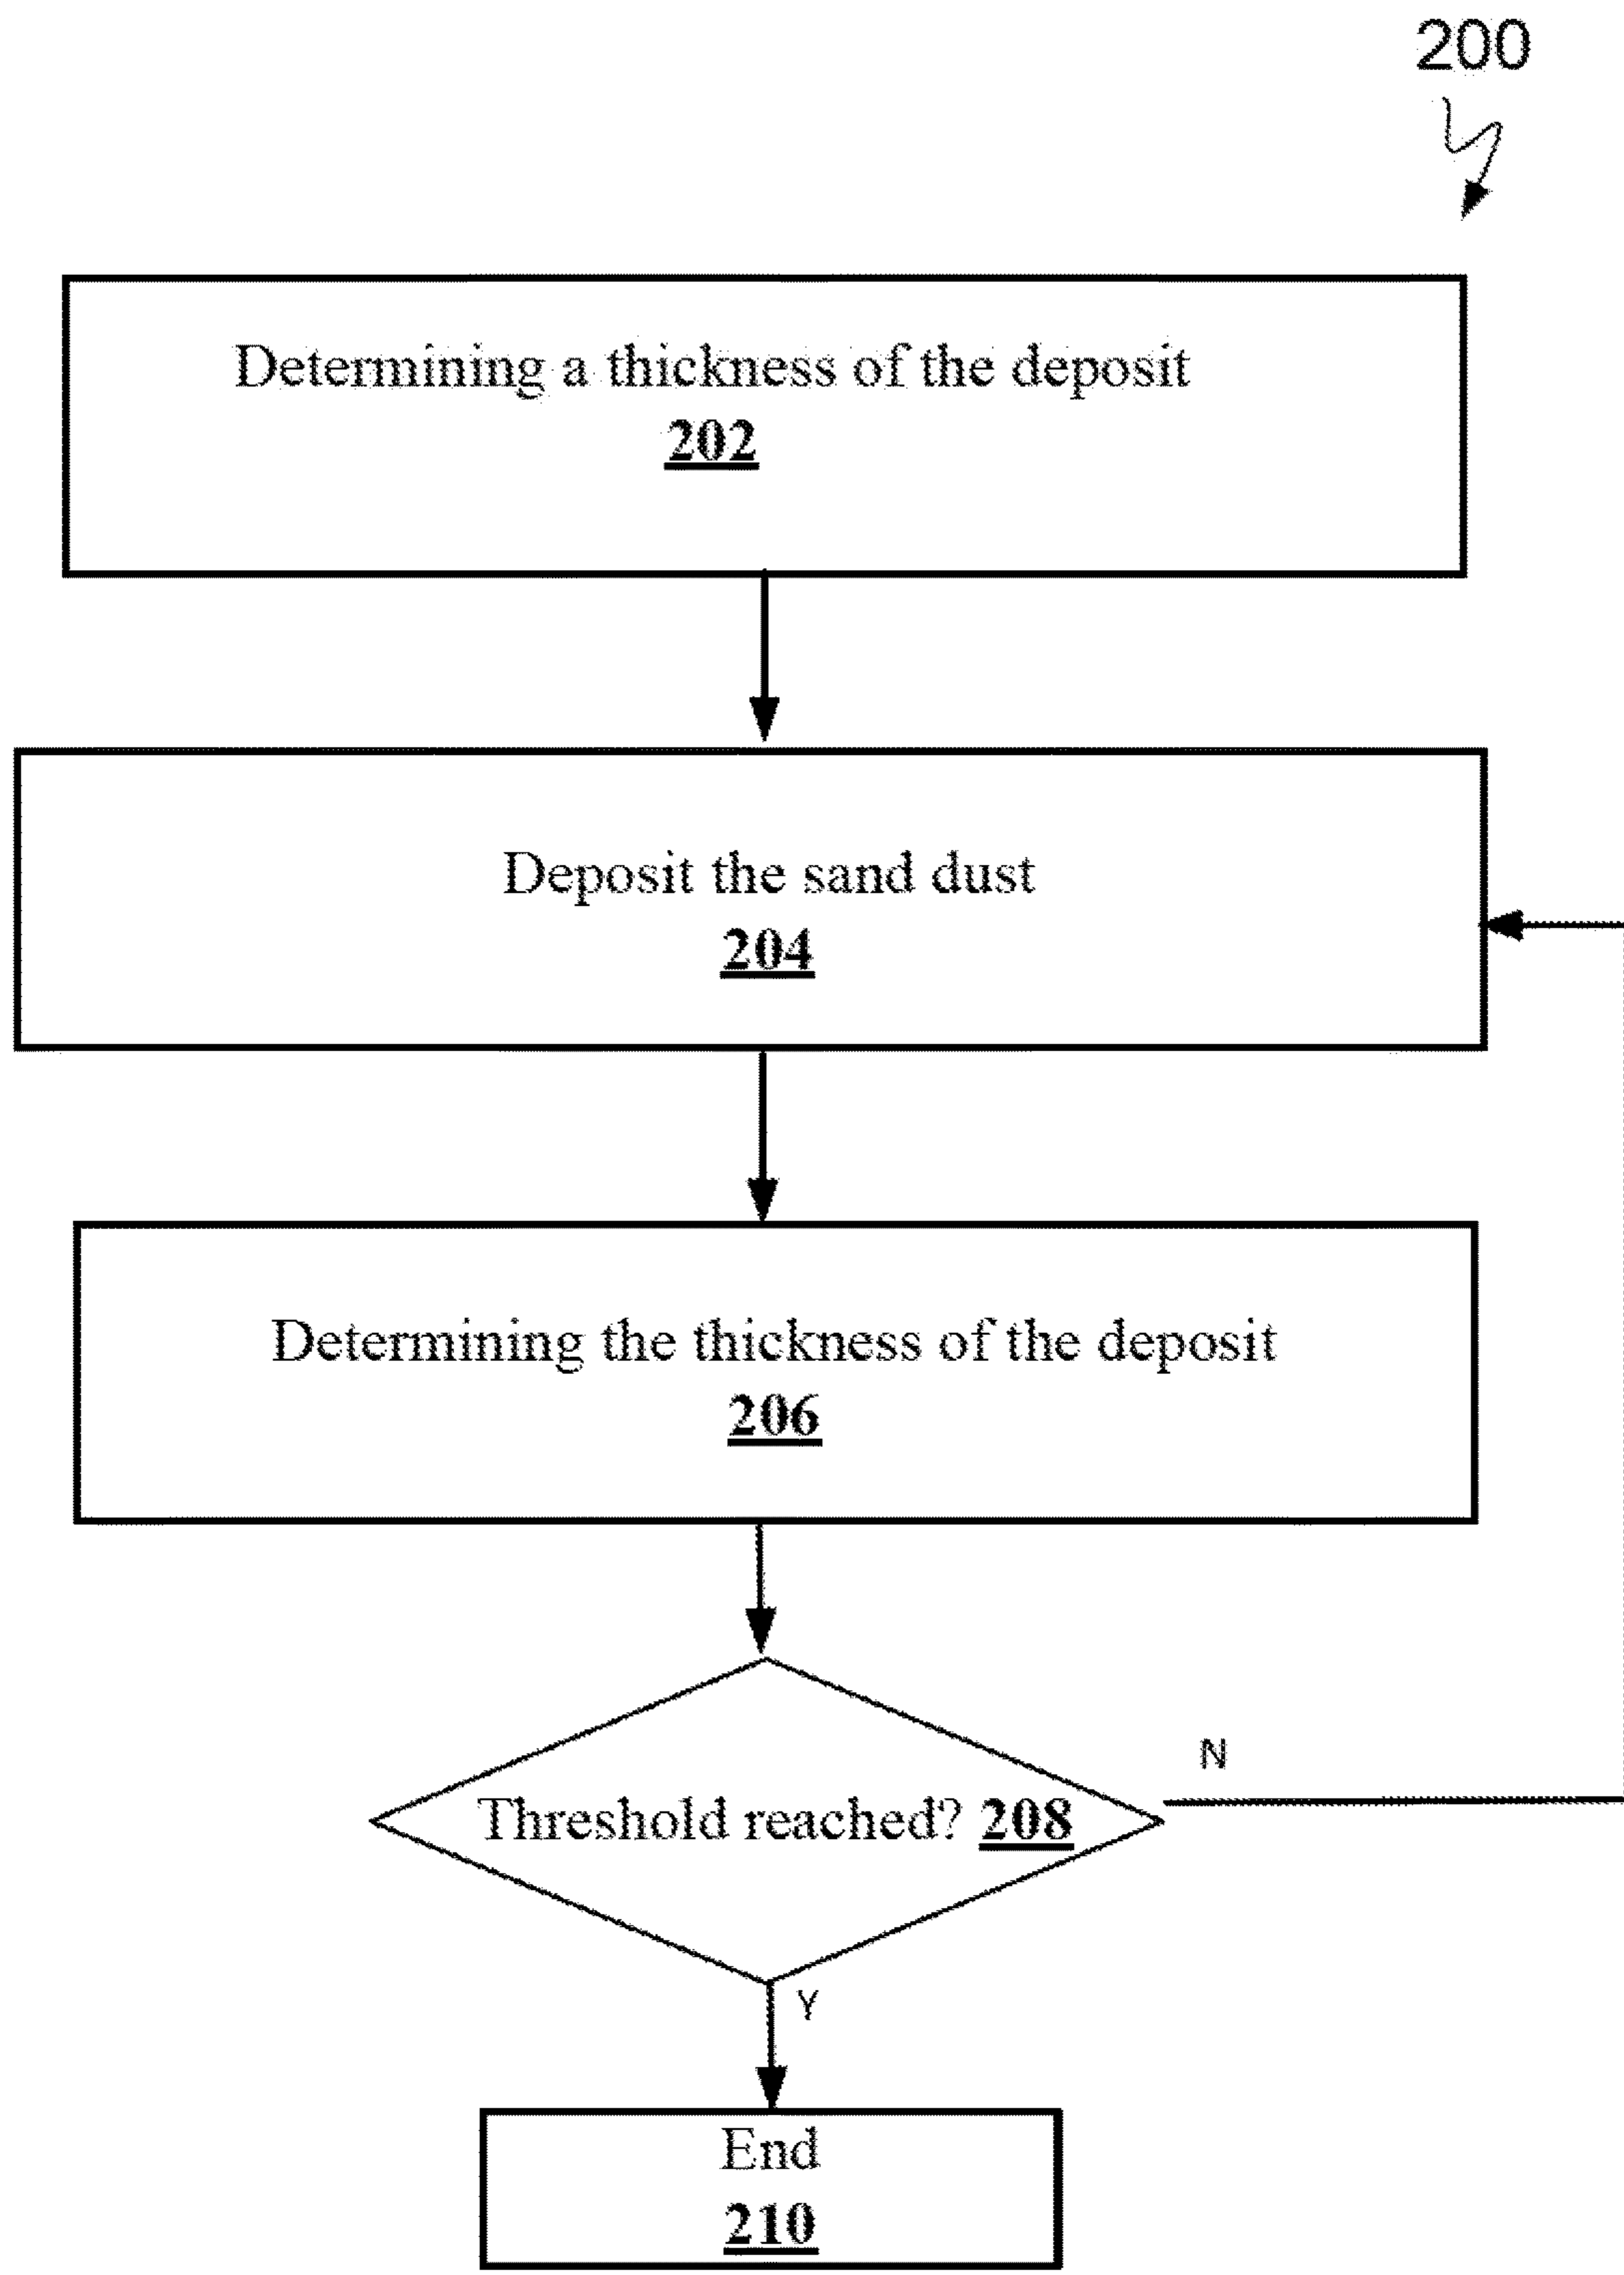 200
Determining a thickness of the deposit
202
Deposit the sand dust
204
Determining the thickness of the deposit
206
Threshold reached? 208
N
Y
End
210